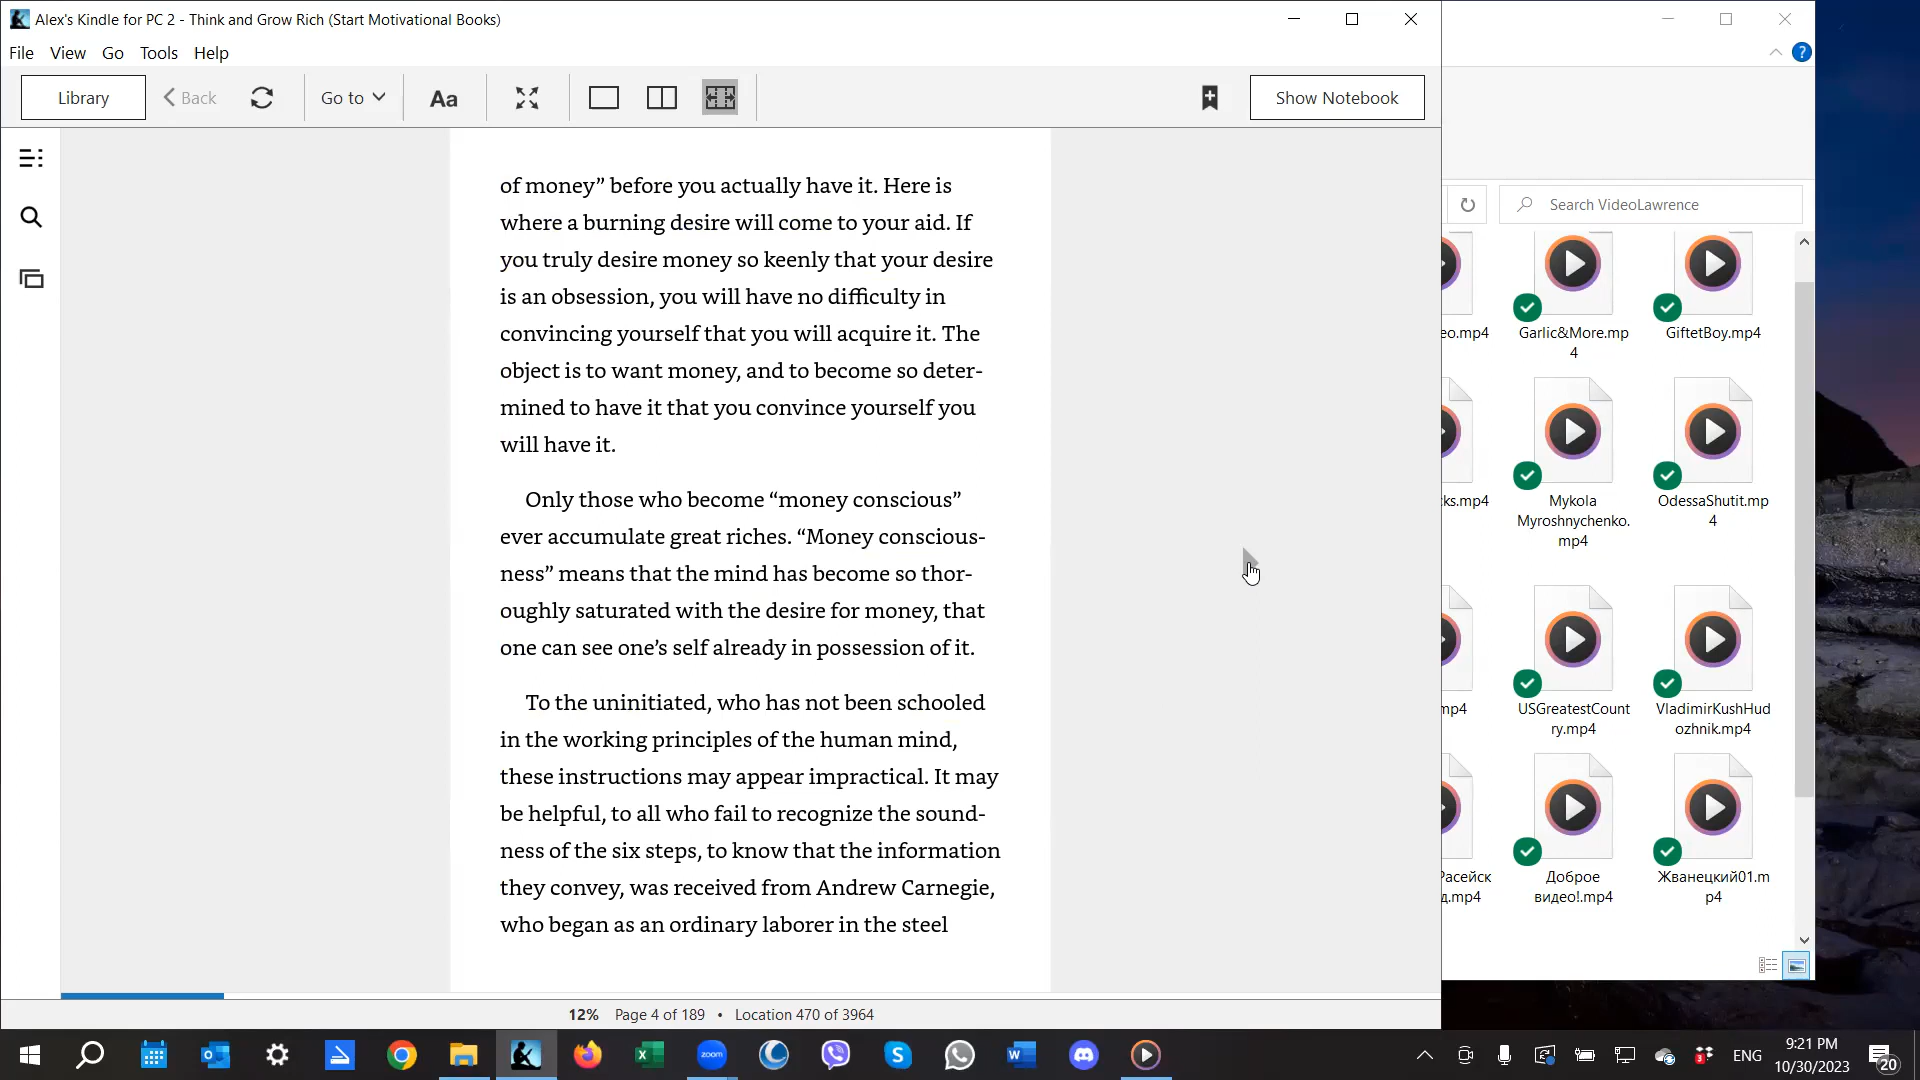 Alex's Kindle for PC 2 - Think and Grow Rich (Start Motivational Books)
File View Go Tools Help
Library
Back
Go to
Aa
Show Notebook
of money” before you actually have it. Here is
where a burning desire will come to your aid. If
you truly desire money so keenly that your desire
is an obsession, you will have no difficulty in
convincing yourself that you will acquire it. The
object is to want money, and to become so deter-
mined to have it that you convince yourself you
will have it.
Only those who become “money conscious”
ever accumulate great riches. “Money conscious-
ness” means that the mind has become so thor-
oughly saturated with the desire for money, that
one can see one’s self already in possession of it.
To the uninitiated, who has not been schooled
in the working principles of the human mind,
these instructions may appear impractical. It may
be helpful, to all who fail to recognize the sound-
ness of the six steps, to know that the information
they convey, was received from Andrew Carnegie,
who began as an ordinary laborer in the steel
12% Page 4 of 189 • Location 470 of 3964
?
Search VideoLawrence
eo.mp4
Garlic&More.mp
4
GiftetBoy.mp4
ks.mp4
Mykola
Myroshnychenko.
mp4
OdessaShutit.mp
4
mp4
USGreatestCount
ry.mp4
VladimirKushHud
ozhnik.mp4
Расейск
д.mp4
Доброе
видео!.mp4
Жванецкий01.m
p4
zoom
3
ENG
9:21 PM
10/30/2023
20